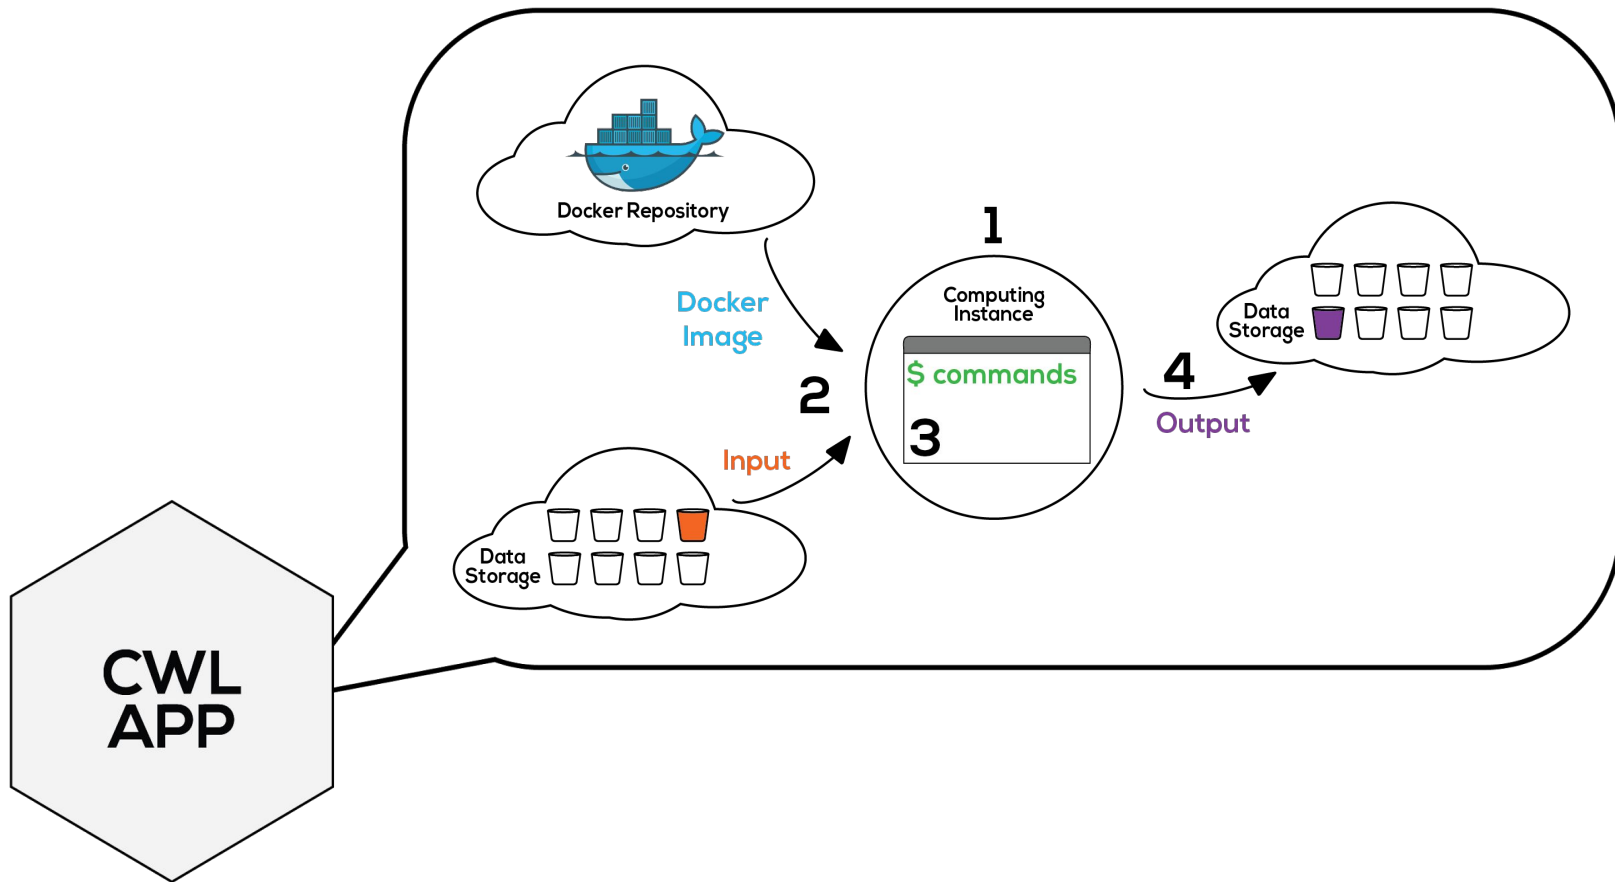 Docker Repository
Docker
Image
1
Computing
Instance
$ commands
2
3
Input
Data
Storage
4
Output
Data
Storage
CWL
APP